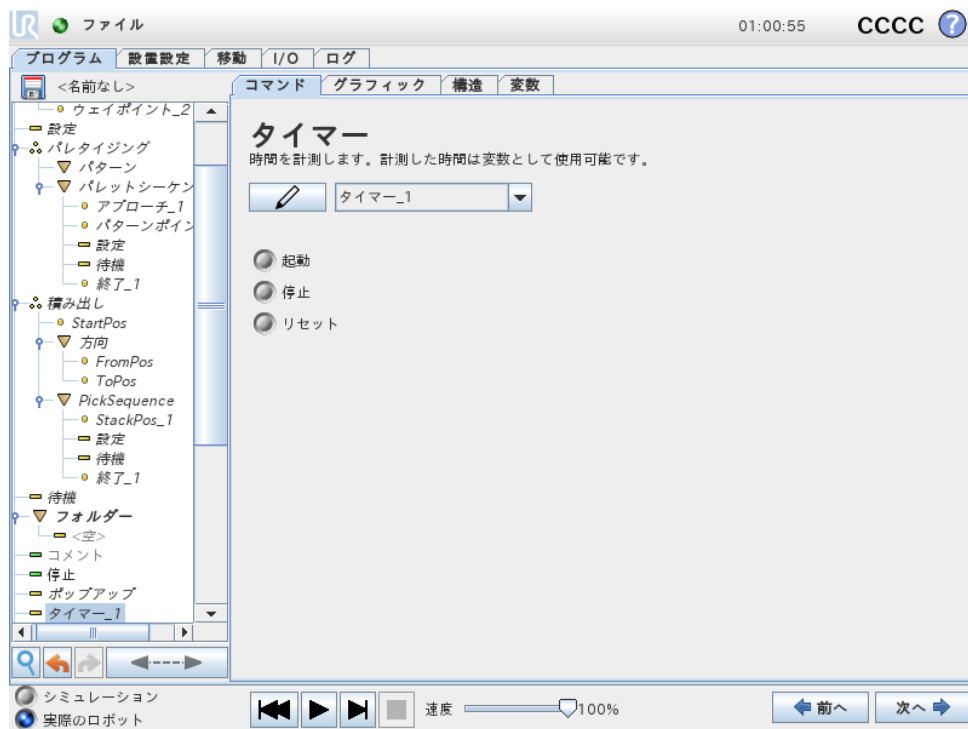 UR ファイル 01:00:55 CCCC ?
プログラム 設置設定 移動 I/O ログ
<名前なし>
コマンド グラフィック 構造 変数
ウェイポイント_2
設定
パレタイジング
パターン
パレットシーケン
アプローチ_1
パターンポイン
設定
待機
終了_1
積み出し
StartPos
方向
FromPos
ToPos
PickSequence
StackPos_1
設定
待機
終了_1
待機
フォルダー
<空>
コメント
停止
ポップアップ
タイマー_1
タイマー
時間を計測します。計測した時間は変数として使用可能です。
タイマー_1
起動
停止
リセット
シミュレーション
実際のロボット
速度 100%
前へ 次へ